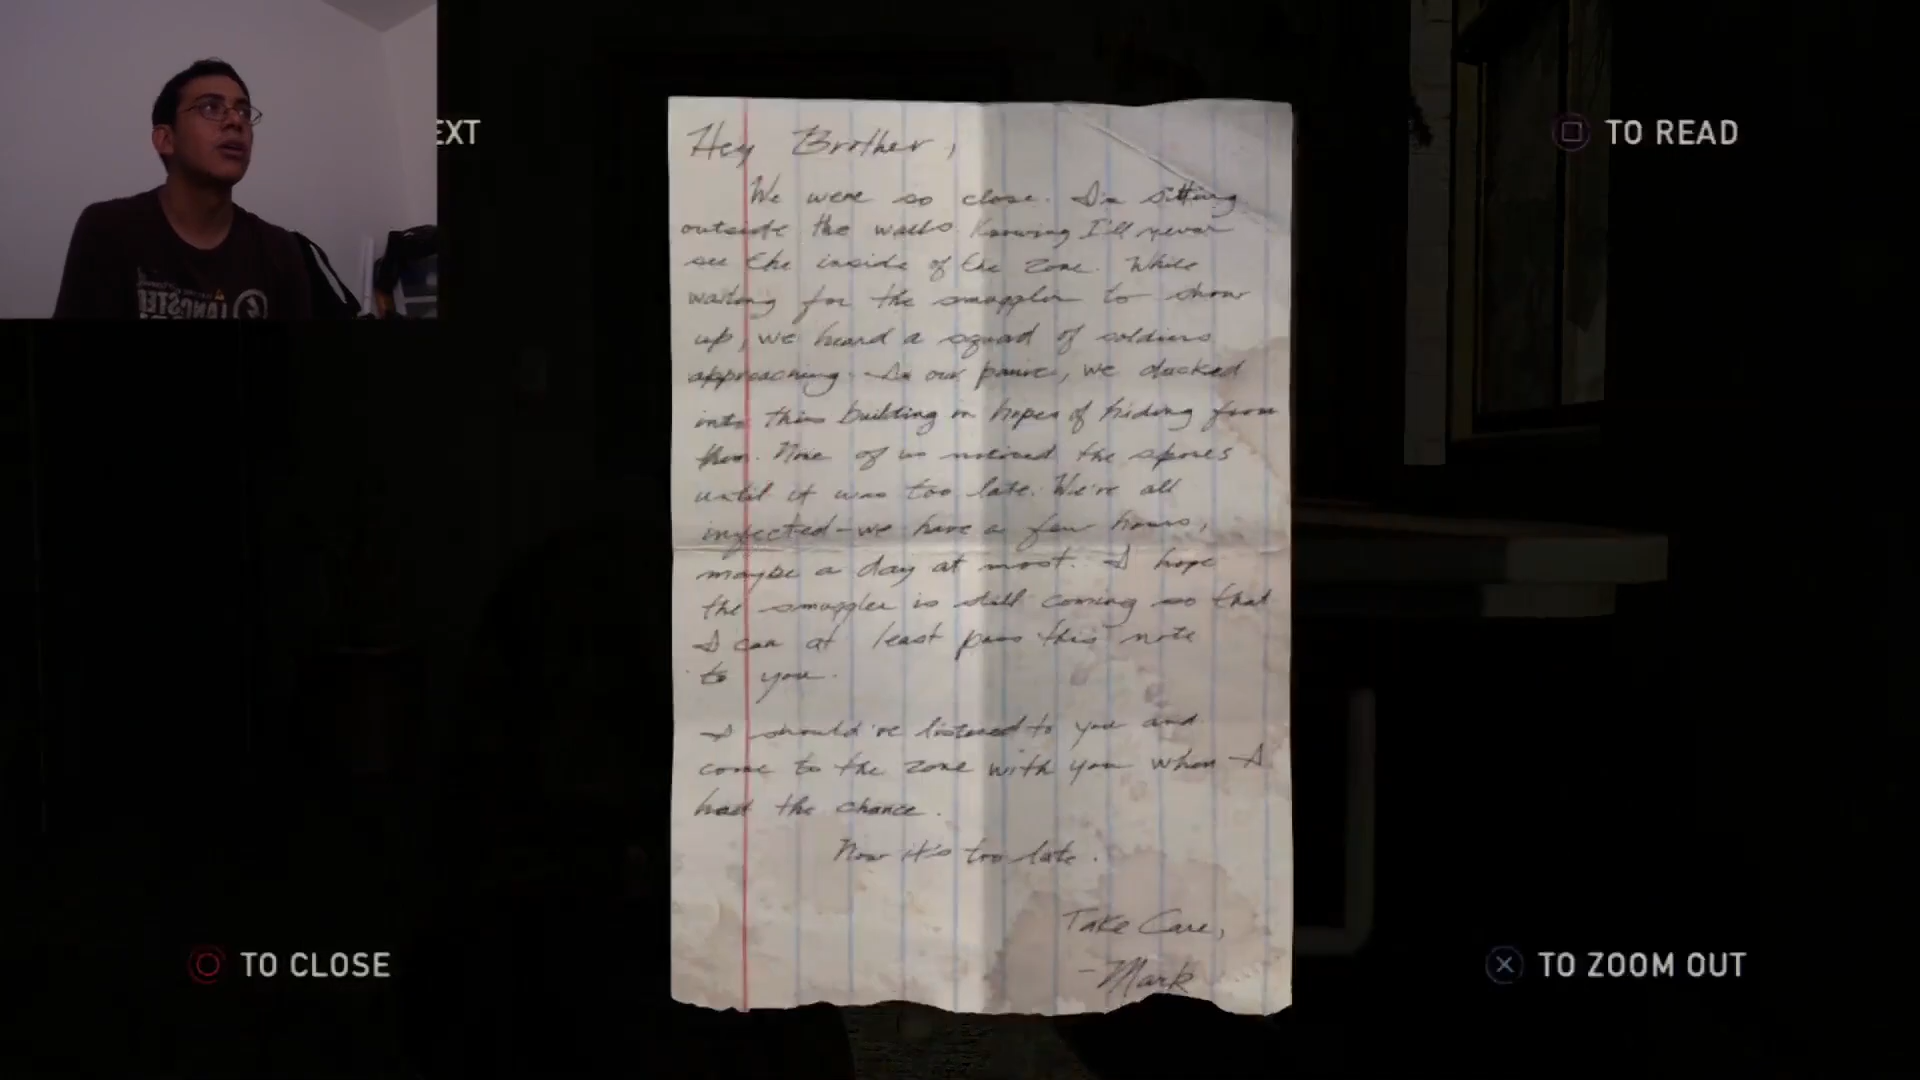 EXT
TO READ
Hey Brother,
We were so close. I'm sitting
outside the walls knowing I'll never
see the inside of the zone. While
waiting for the smuggler to show
up, we heard a squad of soldiers
approaching. In our panic, we ducked
into this building in hopes of hiding from
them. None of us noticed the spores
until it was too late. We're all
infected - we have a few hours,
maybe a day at most. I hope
the smuggler is still coming so that
I can at least pass this note
to you.
I should've listened to you and
come to the zone with you when I
had the chance.
Now it's too late.
Take Care,
-Mark
TO CLOSE
TO ZOOM OUT